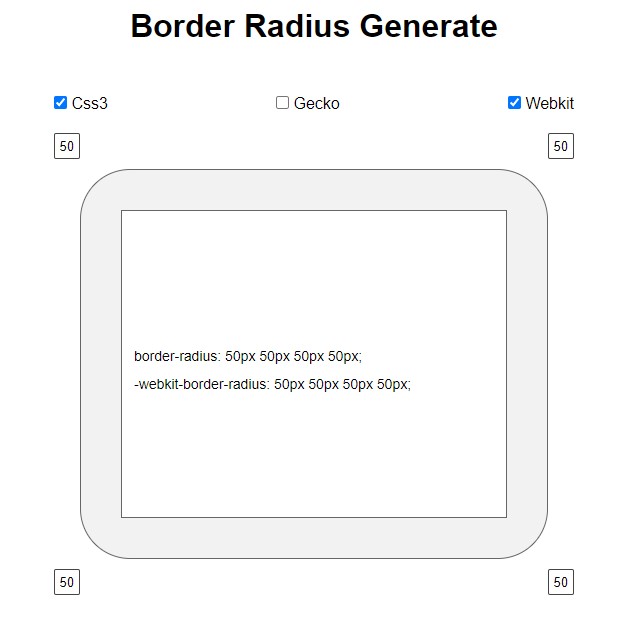 Border Radius Generate
Css3 Gecko Webkit
50 50
border-radius: 50px 50px 50px 50px;
-webkit-border-radius: 50px 50px 50px 50px;
50 50